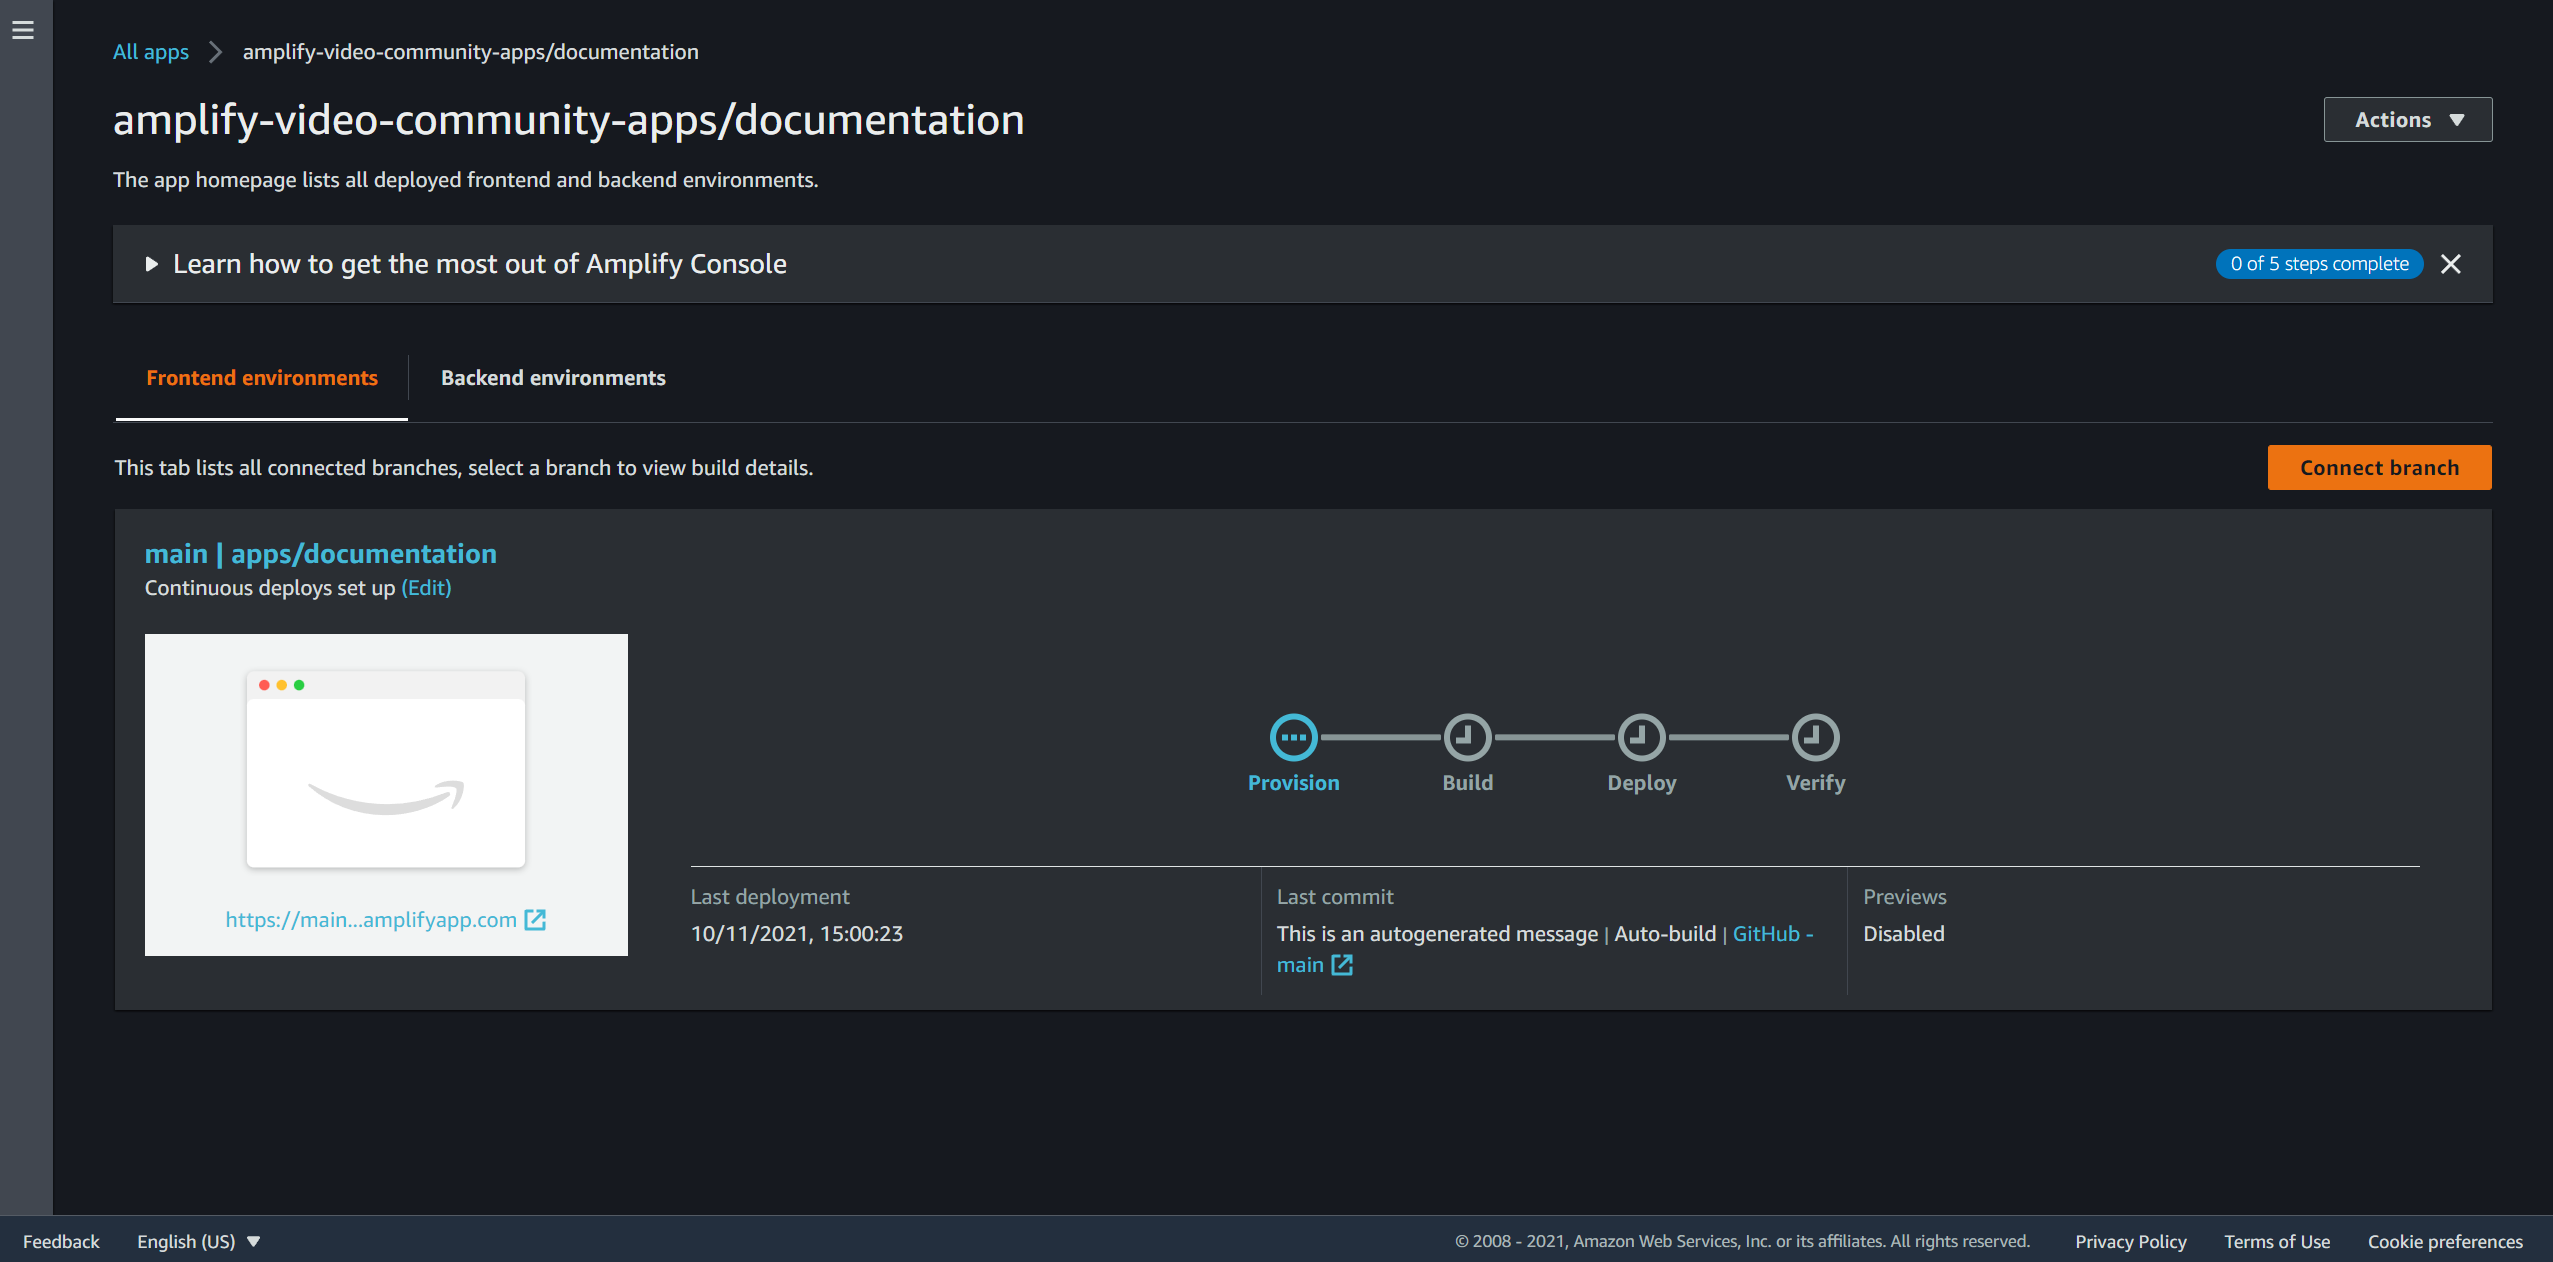 All apps
amplify-video-community-apps/documentation
amplify-video-community-apps/documentation
Actions
The app homepage lists all deployed frontend and backend environments.
Learn how to get the most out of Amplify Console
0 of 5 steps complete
Frontend environments
Backend environments
This tab lists all connected branches, select a branch to view build details.
Connect branch
main | apps/documentation
Continuous deploys set up (Edit)
https://main...amplifyapp.com
Provision
Build
Deploy
Verify
Last deployment
10/11/2021, 15:00:23
Last commit
This is an autogenerated message | Auto-build | GitHub -
main
Previews
Disabled
Feedback
English (US)
© 2008 - 2021, Amazon Web Services, Inc. or its affiliates. All rights reserved.
Privacy Policy
Terms of Use
Cookie preferences